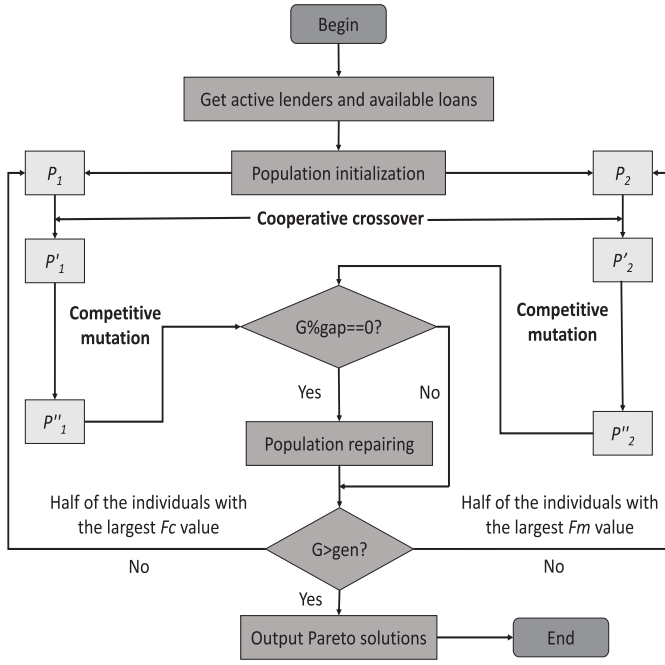 Begin
Get active lenders and available loans
P1
Population initialization
P2
Cooperative crossover
P'1
P'2
Competitive
mutation
G%gap==0?
Competitive
mutation
Yes
No
P''1
Population repairing
P''2
Half of the individuals with
the largest Fc value
Half of the individuals with
the largest Fm value
G>gen?
No
No
Yes
Output Pareto solutions
End